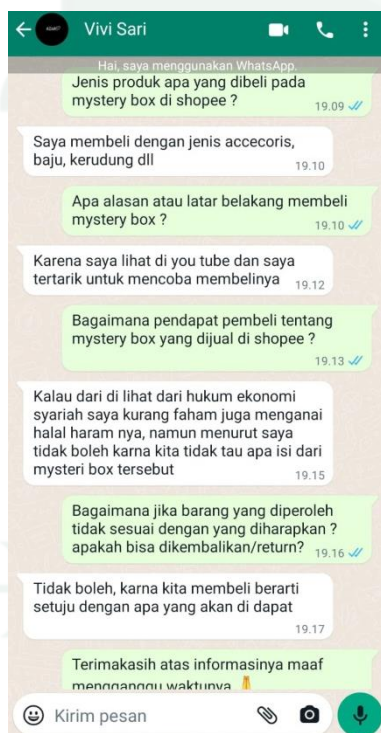 Vivi Sari
Hai, saya menggunakan WhatsApp.
Jenis produk apa yang dibeli pada
mystery box di shopee ?
19.09
Saya membeli dengan jenis accecoris,
baju, kerudung dll
19.10
Apa alasan atau latar belakang membeli
mystery box ?
19.10
Karena saya lihat di you tube dan saya
tertarik untuk mencoba membelinya
19.12
Bagaimana pendapat pembeli tentang
mystery box yang dijual di shopee ?
19.13
Kalau dari di lihat dari hukum ekonomi
syariah saya kurang faham juga menganai
halal haram nya, namun menurut saya
tidak boleh karna kita tidak tau apa isi dari
mysteri box tersebut
19.15
Bagaimana jika barang yang diperoleh
tidak sesuai dengan yang diharapkan ?
apakah bisa dikembalikan/return?
19.16
Tidak boleh, karna kita membeli berarti
setuju dengan apa yang akan di dapat
19.17
Terimakasih atas informasinya maaf
mengganggu waktunya
Kirim pesan